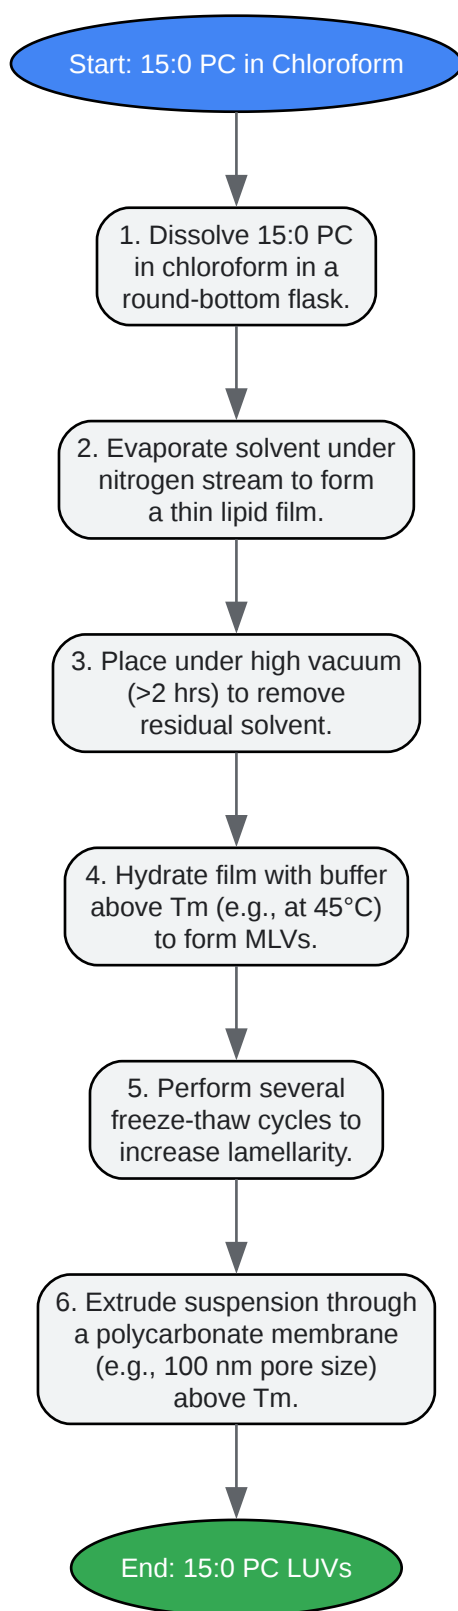 Start: 15:0 PC in Chloroform
1. Dissolve 15:0 PC
in chloroform in a
round-bottom flask.
2. Evaporate solvent under
nitrogen stream to form
a thin lipid film.
3. Place under high vacuum
(>2 hrs) to remove
residual solvent.
4. Hydrate film with buffer
above Tm (e.g., at 45°C)
to form MLVs.
5. Perform several
freeze-thaw cycles to
increase lamellarity.
6. Extrude suspension through
a polycarbonate membrane
(e.g., 100 nm pore size)
above Tm.
End: 15:0 PC LUVs